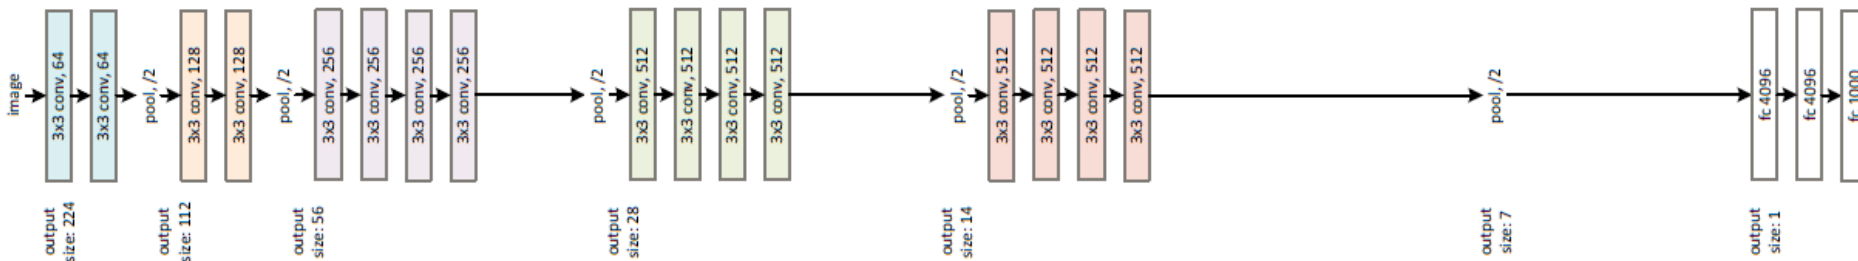 image
3x3 conv, 64
3x3 conv, 64
pool, /2
3x3 conv, 128
3x3 conv, 128
pool, /2
3x3 conv, 256
3x3 conv, 256
3x3 conv, 256
3x3 conv, 256
pool, /2
3x3 conv, 512
3x3 conv, 512
3x3 conv, 512
3x3 conv, 512
pool, /2
3x3 conv, 512
3x3 conv, 512
3x3 conv, 512
3x3 conv, 512
pool, /2
fc 4096
fc 4096
fc 1000
output
size: 224
output
size: 112
output
size: 56
output
size: 28
output
size: 14
output
size: 7
output
size: 1